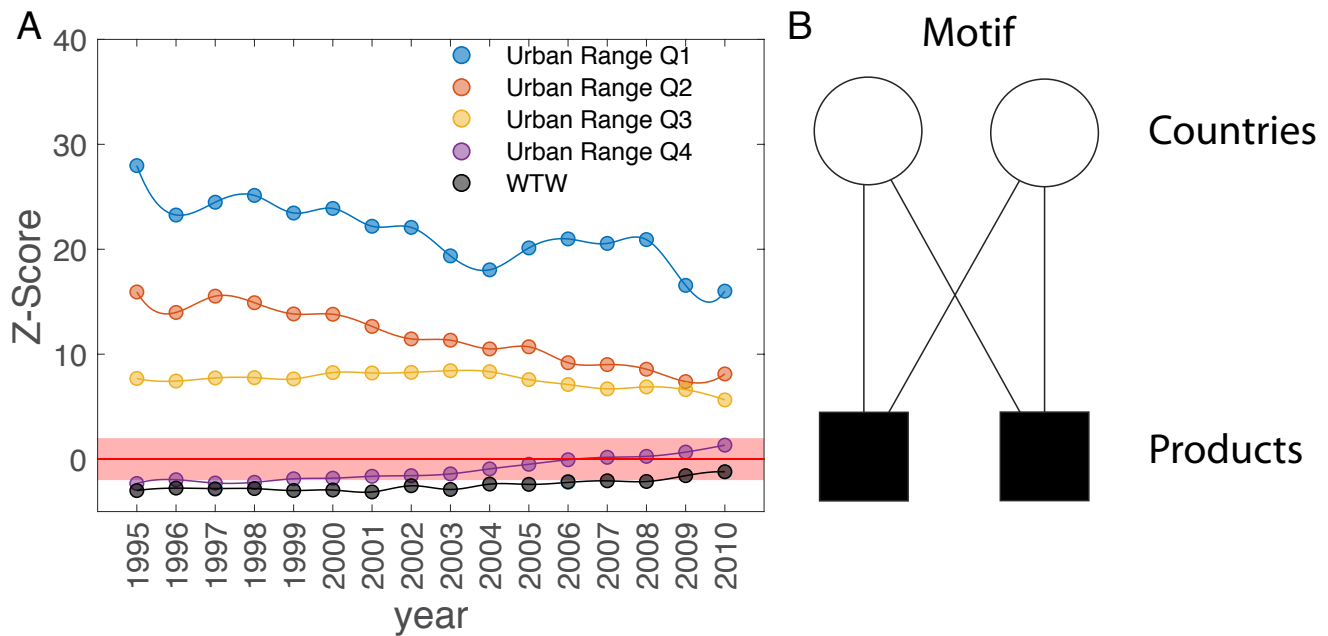 A
40
30
20
10
0
Z-Score
Urban Range Q1
Urban Range Q2
Urban Range Q3
Urban Range Q4
WTW
1995
1996
1997
1998
1999
2000
2001
2002
2003
2004
2005
2006
2007
2008
2009
2010
year
B
Motif
Countries
Products